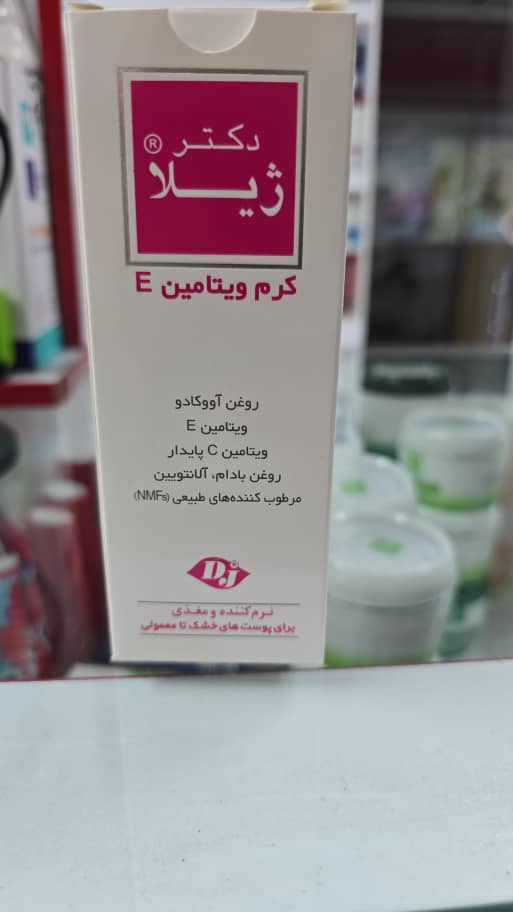 دکتر
ژیلا ®
کرم ویتامین E
روغن آووکادو
ویتامین E
ویتامین C پایدار
روغن بادام، آلانتویین
مرطوب کننده‌های طبیعی (NMFs)
Dj
نرم‌کننده و مغذی
برای پوست های خشک تا معمولی